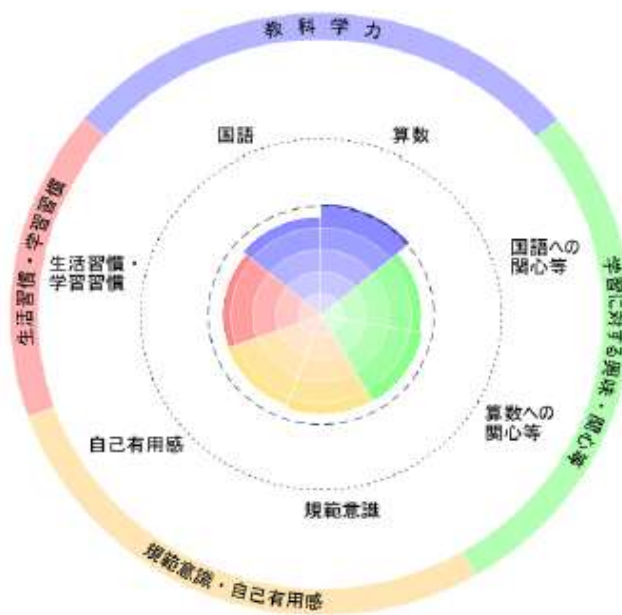 教科学力
国語
算数
生活習慣・学習習慣
生活習慣・
学習習慣
国語への
関心等
学習に対する興味・関心等
算数への
関心等
自己有用感
規範意識
規範意識・自己有用感